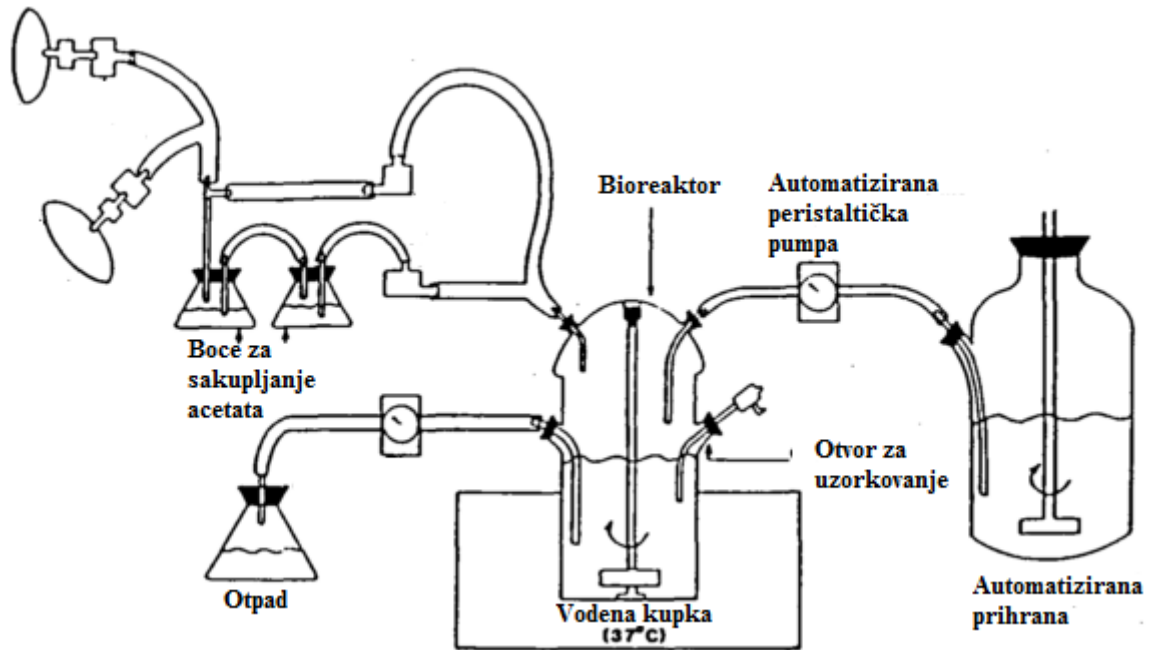 Bioreaktor
Automatizirana
peristaltička
pumpa
Boce za
sakupljanje
acetata
Otvor za
uzorkovanje
Otpad
Vodena kupka
(37°C)
Automatizirana
prihrana